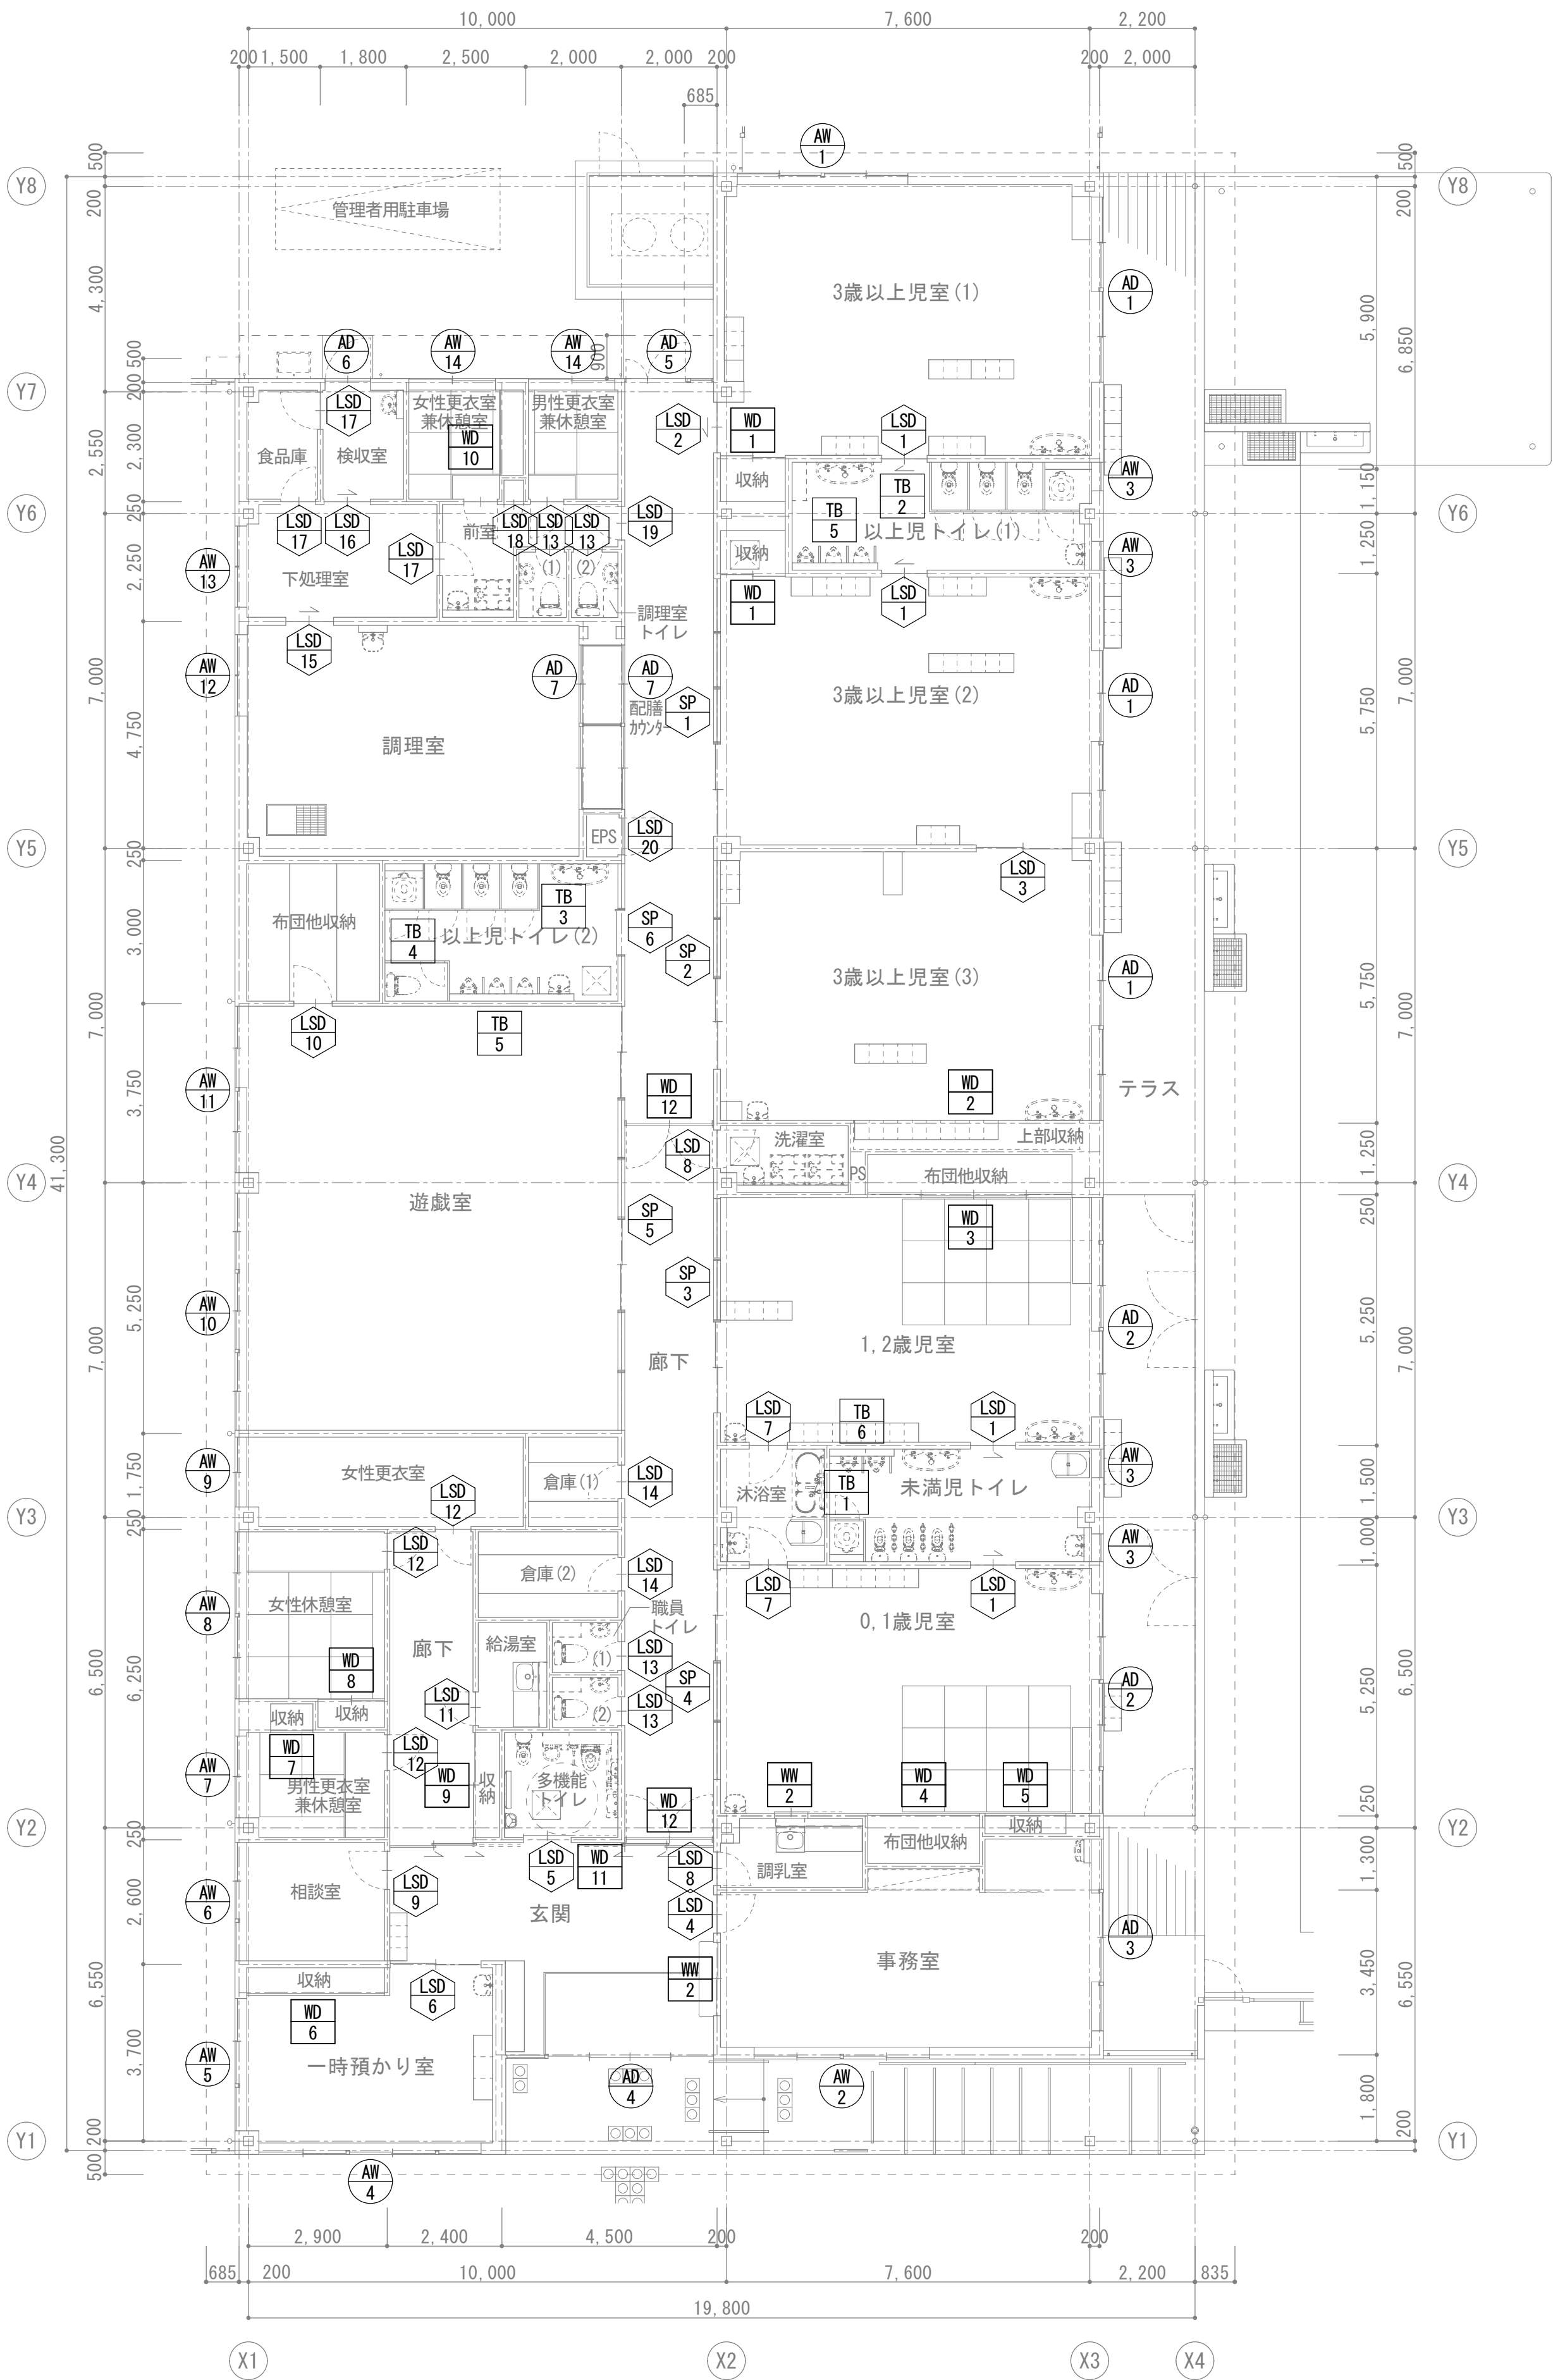 10,000
7,600
2,200
200
1,500
1,800
2,500
2,000
2,000
200
200
2,000
685
AW
1
500
500
Y8
Y8
200
200
管理者用駐車場
4,300
3歳以上児室(1)
AD
1
5,900
6,850
500
AD
6
AW
14
AW
14
900
AD
5
Y7
Y7
200
LSD
17
女性更衣室
兼休憩室
男性更衣室
兼休憩室
LSD
2
WD
1
LSD
1
2,550
2,300
食品庫
検収室
WD
10
収納
TB
2
AW
3
1,150
Y6
Y6
250
LSD
17
LSD
16
前室
LSD
18
LSD
13
LSD
13
LSD
19
TB
5
以上児トイレ(1)
LSD
17
収納
AW
3
1,250
AW
13
下処理室
2,250
(1)
(2)
WD
1
LSD
1
調理室
トイレ
LSD
15
AW
12
AD
7
AD
7
SP
1
3歳以上児室(2)
AD
1
7,000
7,000
5,750
配膳
カウンター
調理室
4,750
EPS
LSD
20
Y5
Y5
250
LSD
3
布団他収納
TB
3
TB
4
以上児トイレ(2)
SP
6
SP
2
3,000
3歳以上児室(3)
AD
1
5,750
LSD
10
TB
5
7,000
7,000
AW
11
3,750
WD
12
WD
2
テラス
LSD
8
洗濯室
上部収納
1,250
41,300
PS
布団他収納
Y4
Y4
遊戯室
SP
5
WD
3
250
SP
3
AW
10
5,250
1,2歳児室
AD
2
5,250
7,000
7,000
廊下
LSD
7
TB
6
LSD
1
AW
9
女性更衣室
倉庫(1)
LSD
14
沐浴室
TB
1
未満児トイレ
AW
3
1,750
1,500
LSD
12
Y3
Y3
250
LSD
12
倉庫(2)
LSD
14
AW
3
1,000
LSD
7
LSD
1
AW
8
女性休憩室
職員
トイレ
0,1歳児室
廊下
給湯室
(1)
LSD
13
6,500
6,250
WD
8
SP
4
AD
2
5,250
6,500
収納
収納
LSD
11
(2)
LSD
13
WD
7
LSD
12
AW
7
男性更衣室
兼休憩室
WD
9
収
納
多機能
トイレ
WD
12
WW
2
WD
4
WD
5
250
Y2
Y2
250
布団他収納
収納
相談室
LSD
9
LSD
5
WD
11
LSD
8
調乳室
1,300
AW
6
2,600
玄関
LSD
4
AD
3
収納
LSD
6
WW
2
事務室
3,450
6,550
6,550
WD
6
AW
5
一時預かり室
3,700
AD
4
AW
2
1,800
Y1
Y1
200
200
500
AW
4
2,900
2,400
4,500
200
200
685
200
10,000
7,600
2,200
835
19,800
X1
X2
X3
X4